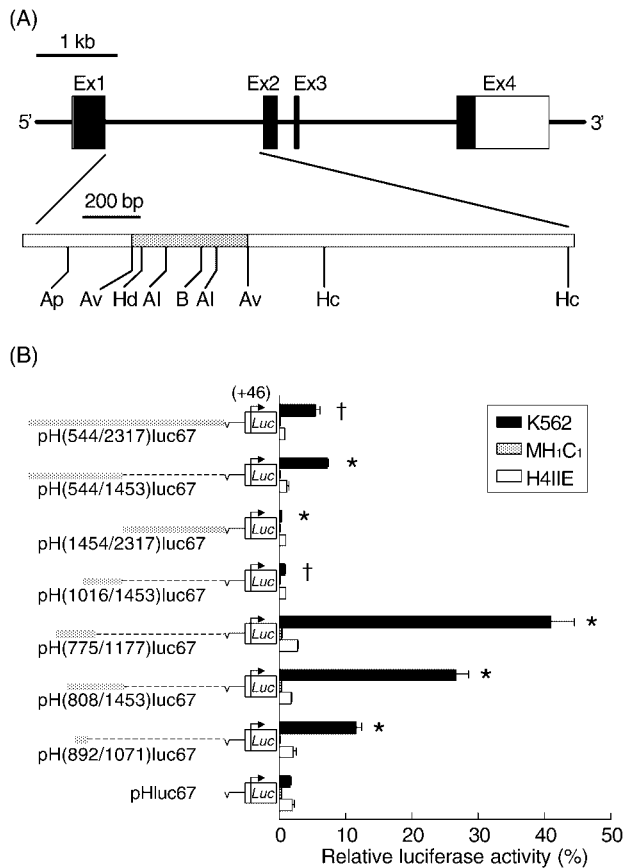 (A)
1 kb
Ex1 Ex2 Ex3 Ex4
5’ 3’
200 bp
Ap Av Hd Al B Al Av Hc Hc
(B)
(+46)
Luc
pH(544/2317)luc67 †
Luc
pH(544/1453)luc67 *
Luc
pH(1454/2317)luc67 *
Luc
pH(1016/1453)luc67 †
Luc
pH(775/1177)luc67 *
Luc
pH(808/1453)luc67 *
Luc
pH(892/1071)luc67 *
Luc
pHluc67
K562
MH1C1
H4IIE
0 10 20 30 40 50
Relative luciferase activity (%)